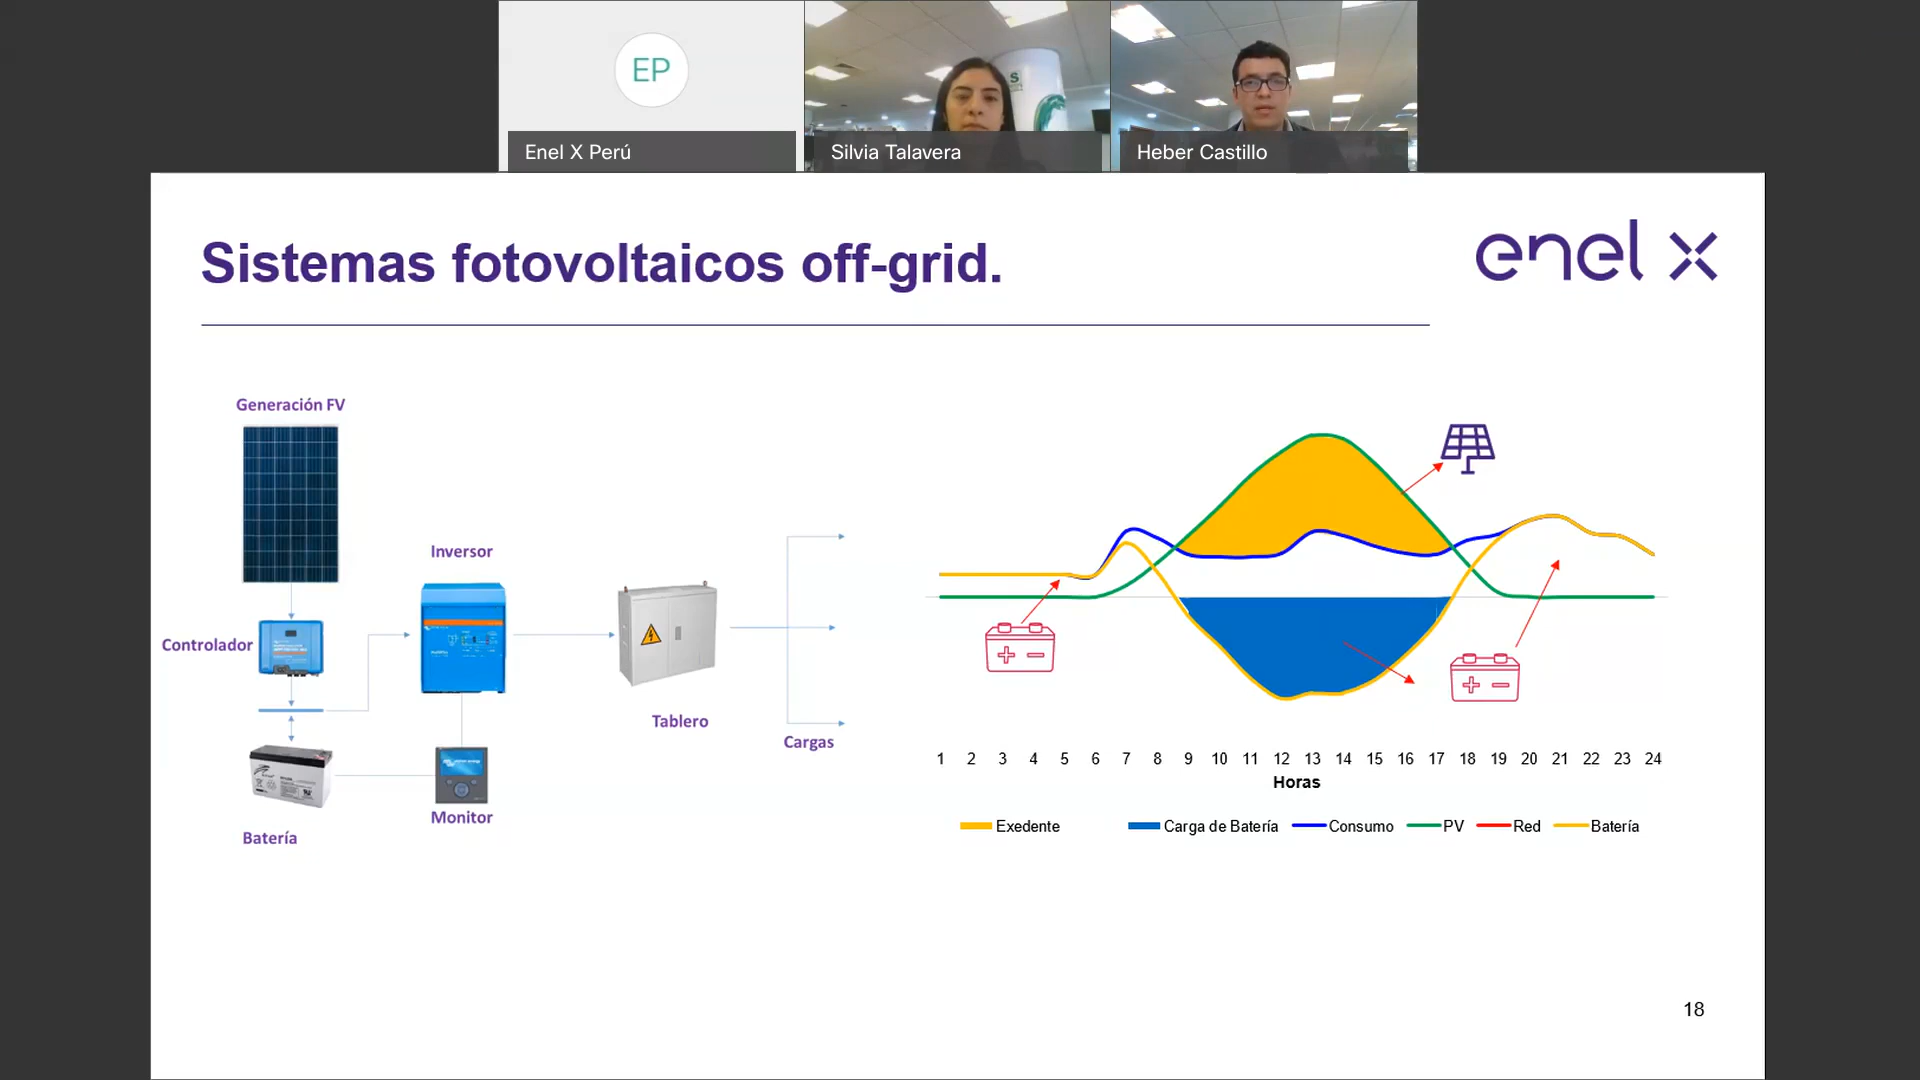 EP
Enel X Perú
Silvia Talavera
Heber Castillo
S
Sistemas fotovoltaicos off-grid.
enel x
Generación FV
Inversor
Controlador
Tablero
Cargas
Monitor
Batería
1 2 3 4 5 6 7 8 9 10 11 12 13 14 15 16 17 18 19 20 21 22 23 24
Horas
Exedente Carga de Batería Consumo PV Red Batería
18